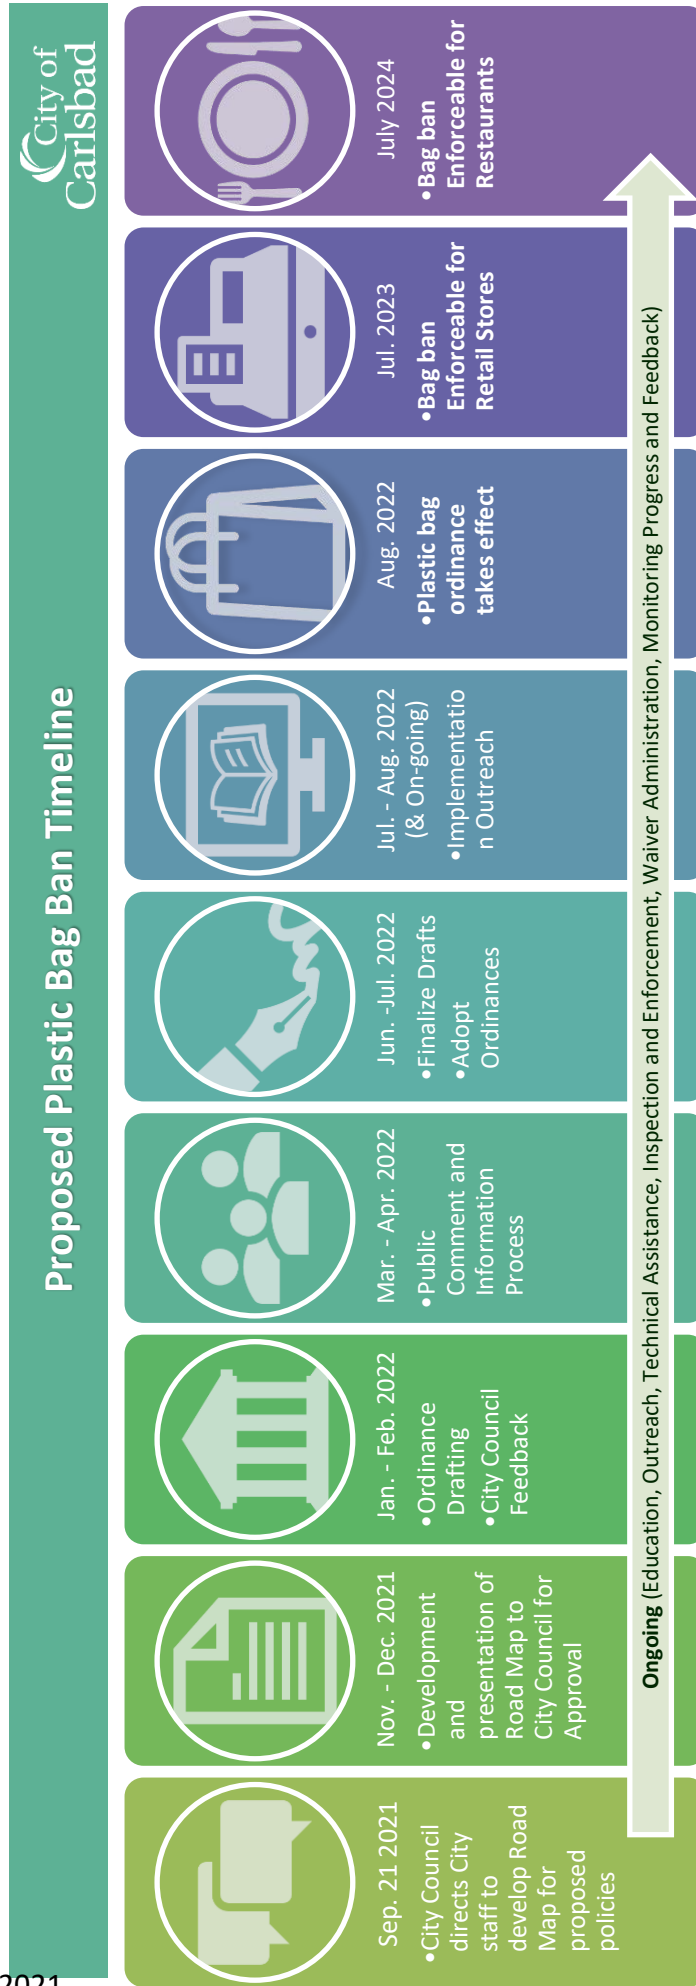 Proposed Plastic Bag Ban Timeline
City of
Carlsbad
Sep. 21 2021
•City Council
directs City
staff to
develop Road
Map for
proposed
policies
Nov. - Dec. 2021
•Development
and
presentation of
Road Map to
City Council for
Approval
Jan. - Feb. 2022
•Ordinance
Drafting
•City Council
Feedback
Mar. - Apr. 2022
•Public
Comment and
Information
Process
Jun. -Jul. 2022
•Finalize Drafts
•Adopt
Ordinances
Jul. - Aug. 2022
(& On-going)
•Implementatio
n Outreach
Aug. 2022
•Plastic bag
ordinance
takes effect
Jul. 2023
•Bag ban
Enforceable for
Retail Stores
July 2024
•Bag ban
Enforceable for
Restaurants
Ongoing (Education, Outreach, Technical Assistance, Inspection and Enforcement, Waiver Administration, Monitoring Progress and Feedback)
2021